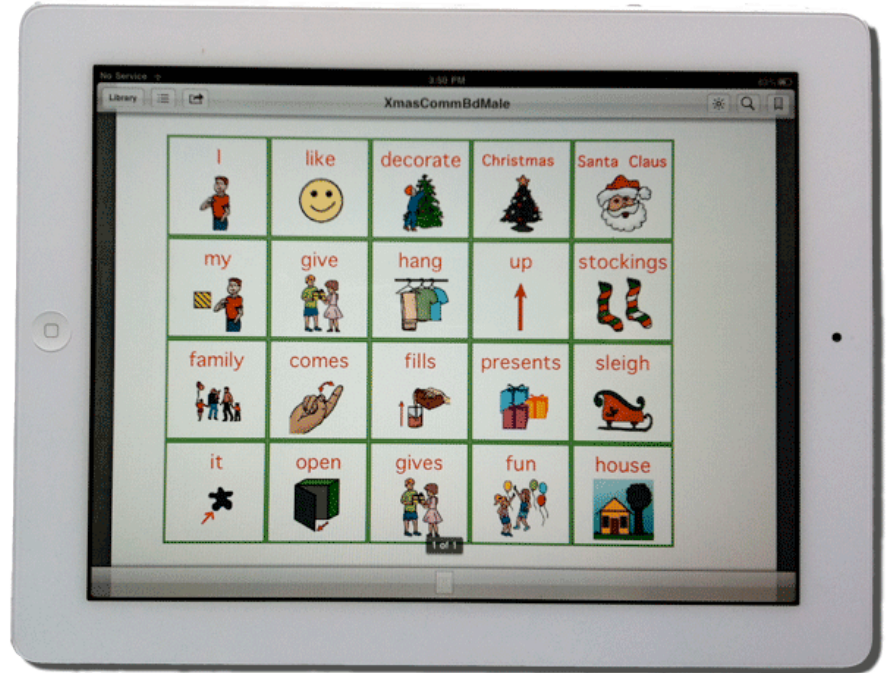 No Service
3:50 PM
Library
XmasCommBdMale
I like decorate Christmas Santa Claus
my give hang up stockings
family comes fills presents sleigh
it open gives fun house
1 of 1